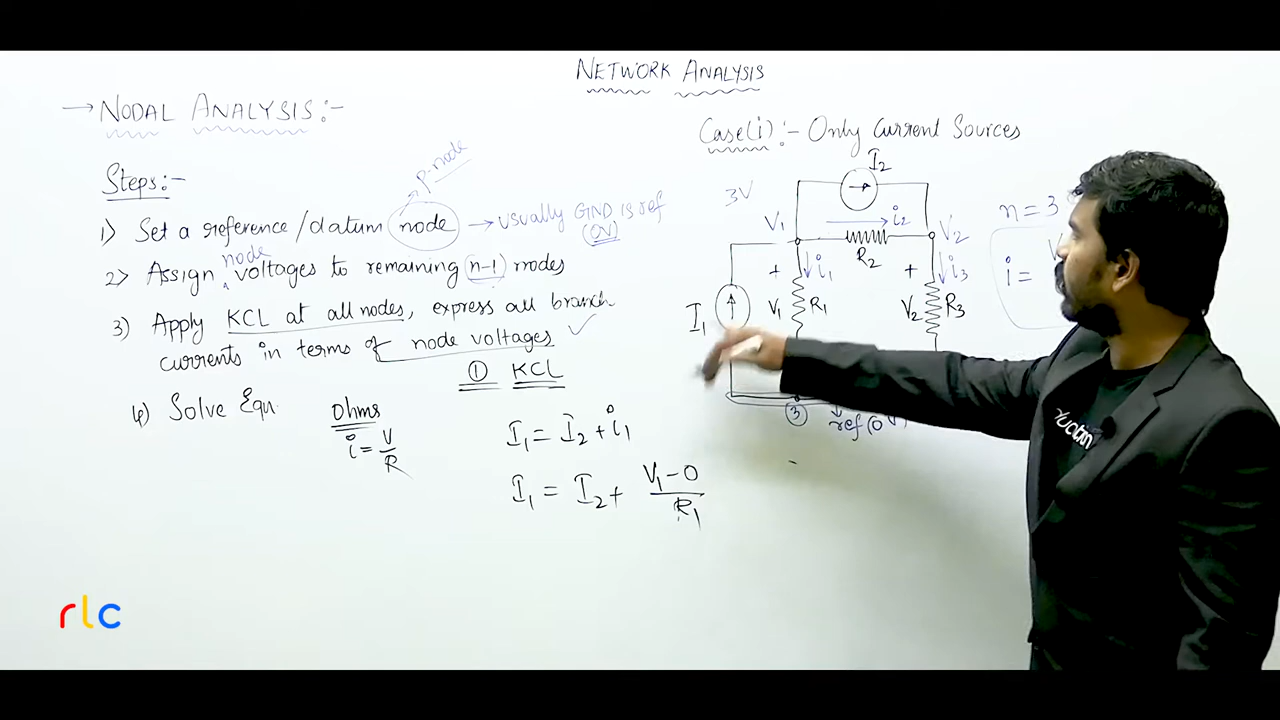 NETWORK ANALYSIS
→ NODAL ANALYSIS:-
Case(i):- Only Current Sources
p-node
Steps:-
1) Set a reference/datum node → usually GND is ref
(0V)
node
2) Assign voltages to remaining (n-1) nodes
3) Apply KCL at all nodes, express all branch
currents in terms of node voltages ✓
① KCL
4) Solve Equ.
Ohms
i = V/R
I₁ = I₂ + i₁
I₁ = I₂ + (V₁ - 0)/R₁
I₂
3V
V₁
i₂
R₂
V₂
n = 3
i =
V
I₁
+
V₁
i₁
R₁
+
V₂
i₃
R₃
③
ref(0V)
rlc